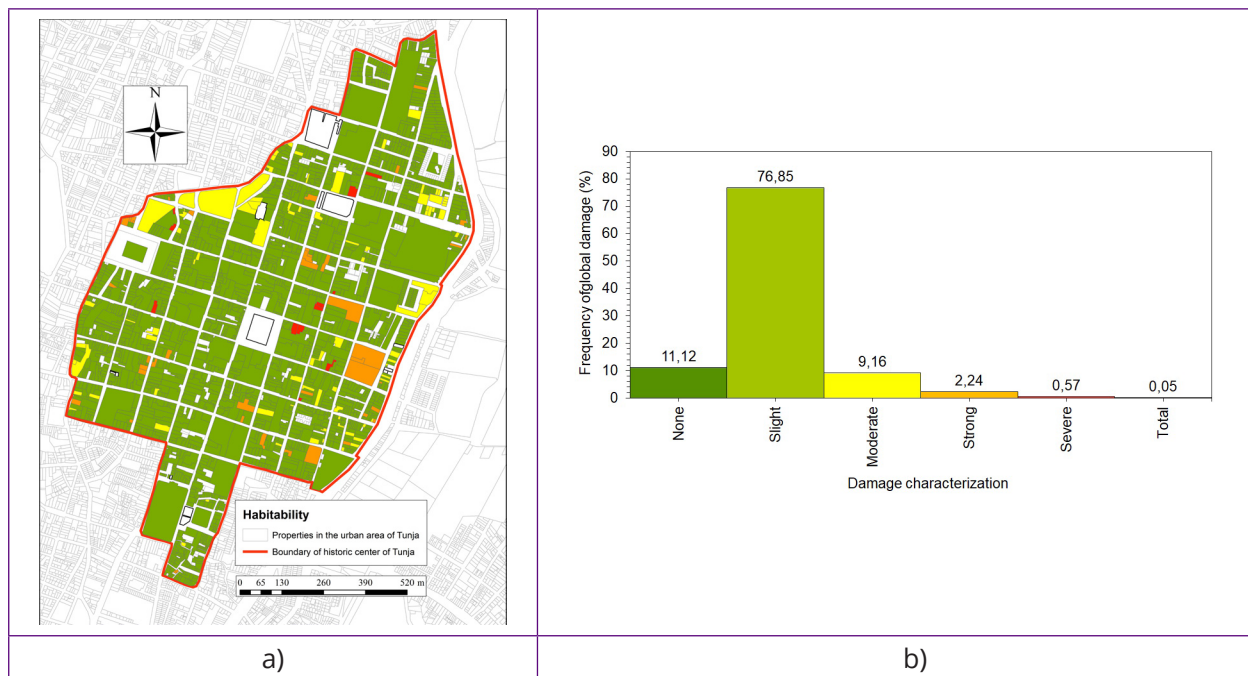 N
Habitability
Properties in the urban area of Tunja
Boundary of historic center of Tunja
0 65 130 260 390 520 m
a)
Frequency ofglobal damage (%)
90
80
70
60
50
40
30
20
10
0
11,12
76,85
9,16
2,24
0,57
0,05
None
Slight
Moderate
Strong
Severe
Total
Damage characterization
b)